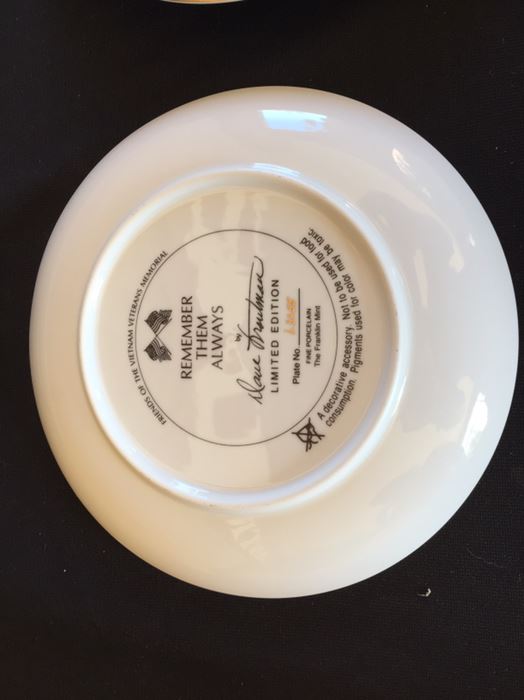 FRIENDS OF THE VIETNAM VETERANS MEMORIAL
REMEMBER
THEM
ALWAYS
by
Dave
LIMITED EDITION
Plate No.
FINE PORCELAIN
The Franklin Mint
A decorative accessory. Not to be used for food
consumption. Pigments used for color may be toxic.